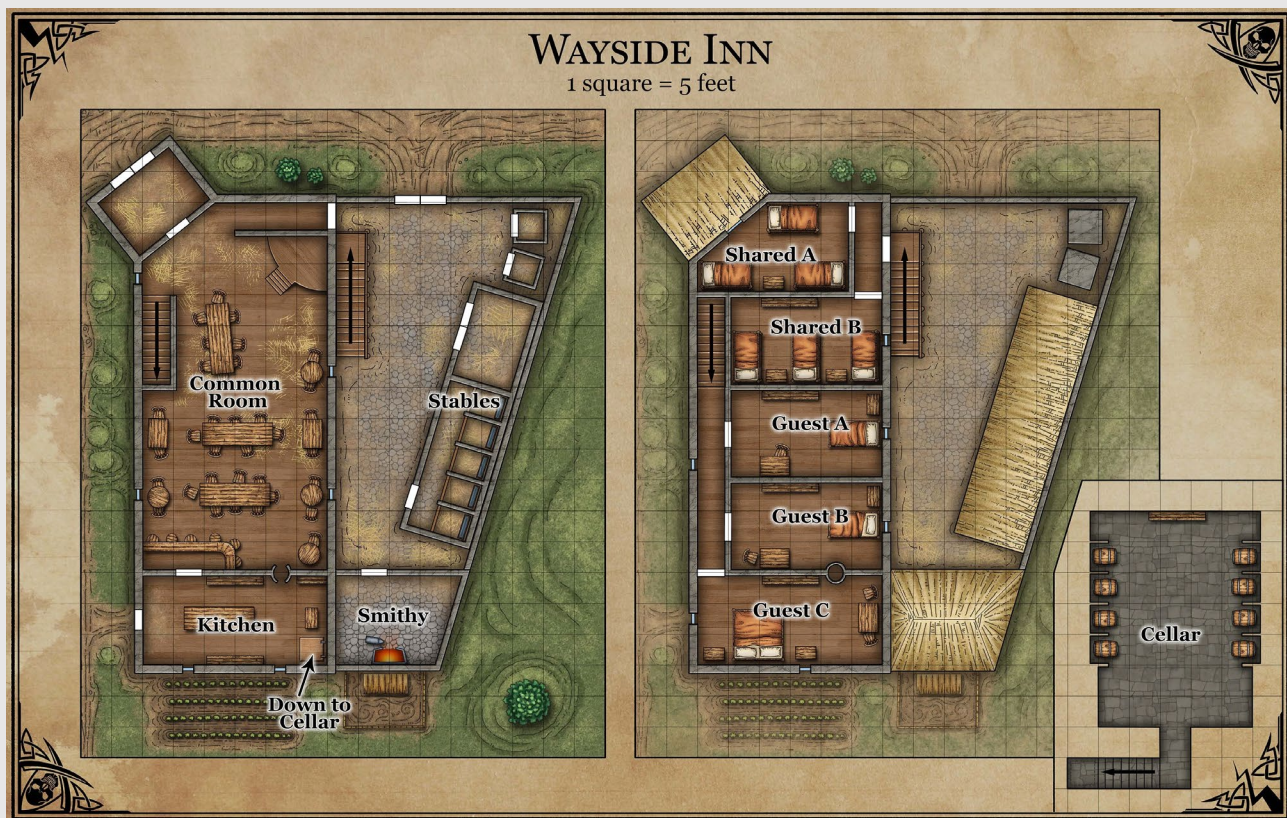 WAYSIDE INN
1 square = 5 feet
Common
Room
Stables
Kitchen
Smithy
Down to
Cellar
Shared A
Shared B
Guest A
Guest B
Guest C
Cellar